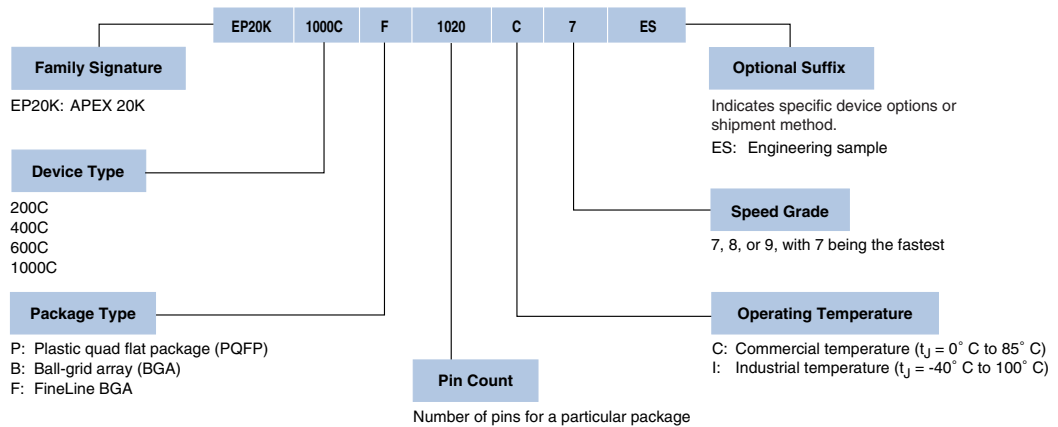 EP20K 1000C F 1020 C 7 ES
Family Signature
EP20K: APEX 20K
Optional Suffix
Indicates specific device options or
shipment method.
ES: Engineering sample
Device Type
200C
400C
600C
1000C
Speed Grade
7, 8, or 9, with 7 being the fastest
Package Type
P: Plastic quad flat package (PQFP)
B: Ball-grid array (BGA)
F: FineLine BGA
Operating Temperature
C: Commercial temperature (tJ = 0° C to 85° C)
I: Industrial temperature (tJ = -40° C to 100° C)
Pin Count
Number of pins for a particular package